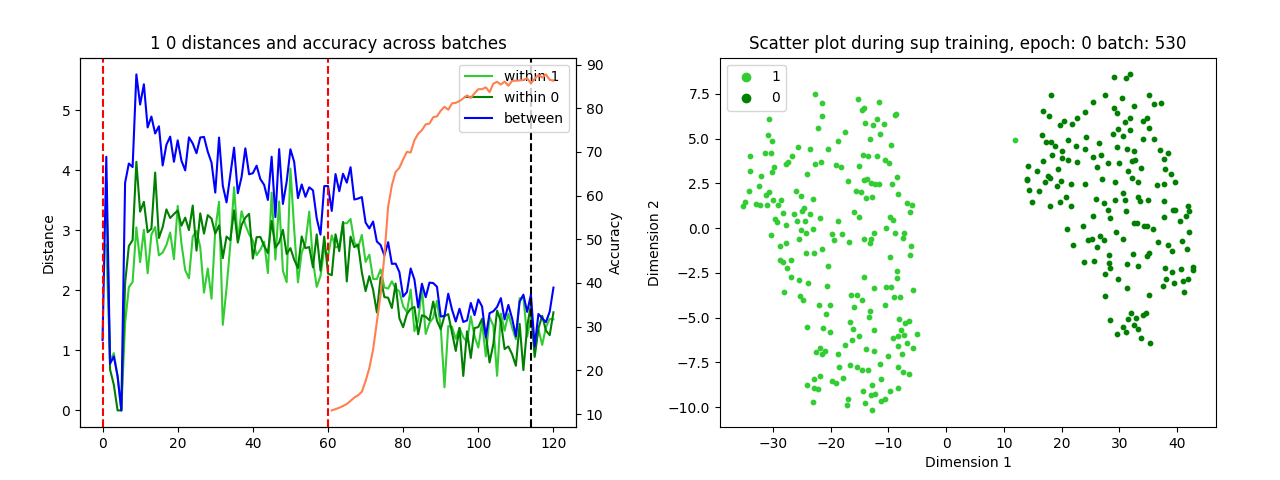 1 0 distances and accuracy across batches
within 1
within 0
between
Distance
5
4
3
2
1
0
90
80
70
60
50
40
30
20
10
Accuracy
0 20 40 60 80 100 120
Scatter plot during sup training, epoch: 0 batch: 530
1
0
Dimension 2
7.5
5.0
2.5
0.0
−2.5
−5.0
−7.5
−10.0
−30 −20 −10 0 10 20 30 40
Dimension 1